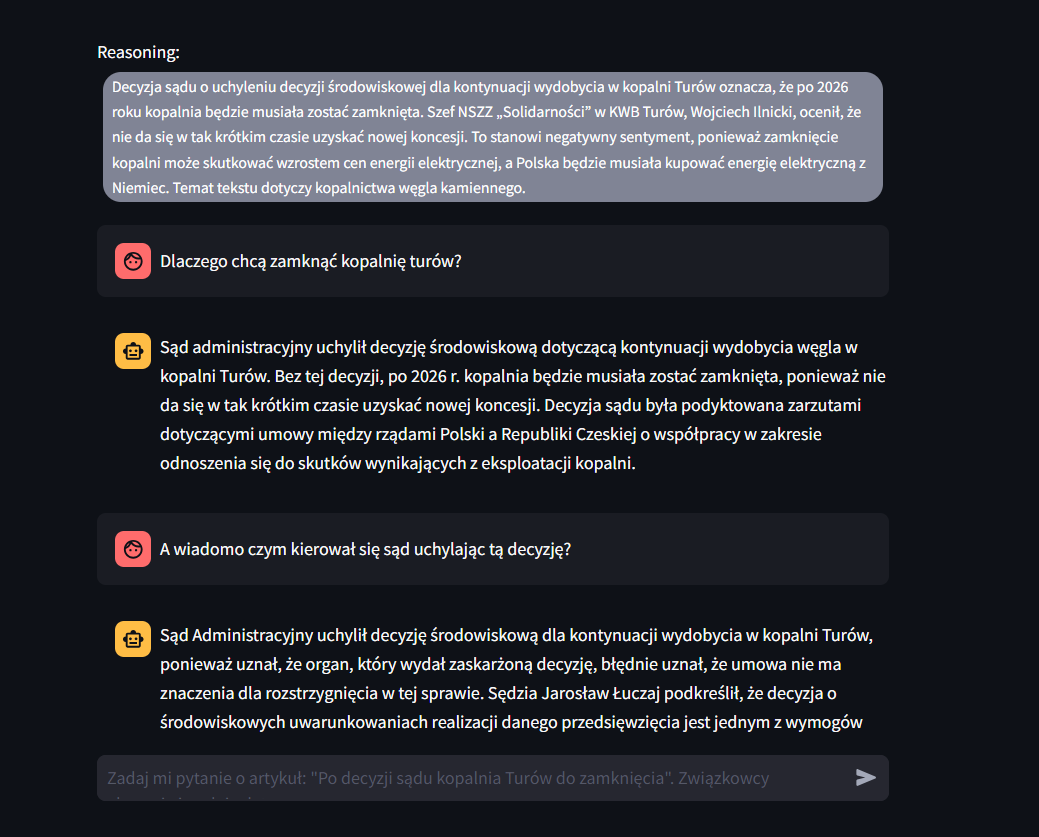 Reasoning:
Decyzja sądu o uchyleniu decyzji środowiskowej dla kontynuacji wydobycia w kopalni Turów oznacza, że po 2026
roku kopalnia będzie musiała zostać zamknięta. Szef NSZZ „Solidarności” w KWB Turów, Wojciech Ilnicki, ocenił, że
nie da się w tak krótkim czasie uzyskać nowej koncesji. To stanowi negatywny sentyment, ponieważ zamknięcie
kopalni może skutkować wzrostem cen energii elektrycznej, a Polska będzie musiała kupować energię elektryczną z
Niemiec. Temat tekstu dotyczy kopalnictwa węgla kamiennego.
Dlaczego chcą zamknąć kopalnię turów?
Sąd administracyjny uchylił decyzję środowiskową dotyczącą kontynuacji wydobycia węgla w
kopalni Turów. Bez tej decyzji, po 2026 r. kopalnia będzie musiała zostać zamknięta, ponieważ nie
da się w tak krótkim czasie uzyskać nowej koncesji. Decyzja sądu była podyktowana zarzutami
dotyczącymi umowy między rządami Polski a Republiki Czeskiej o współpracy w zakresie
odnoszenia się do skutków wynikających z eksploatacji kopalni.
A wiadomo czym kierował się sąd uchylając tą decyzję?
Sąd Administracyjny uchylił decyzję środowiskową dla kontynuacji wydobycia w kopalni Turów,
ponieważ uznał, że organ, który wydał zaskarżoną decyzję, błędnie uznał, że umowa nie ma
znaczenia dla rozstrzygnięcia w tej sprawie. Sędzia Jarosław Łuczaj podkreślił, że decyzja o
środowiskowych uwarunkowaniach realizacji danego przedsięwzięcia jest jednym z wymogów
Zadaj mi pytanie o artykuł: "Po decyzji sądu kopalnia Turów do zamknięcia". Związkowcy